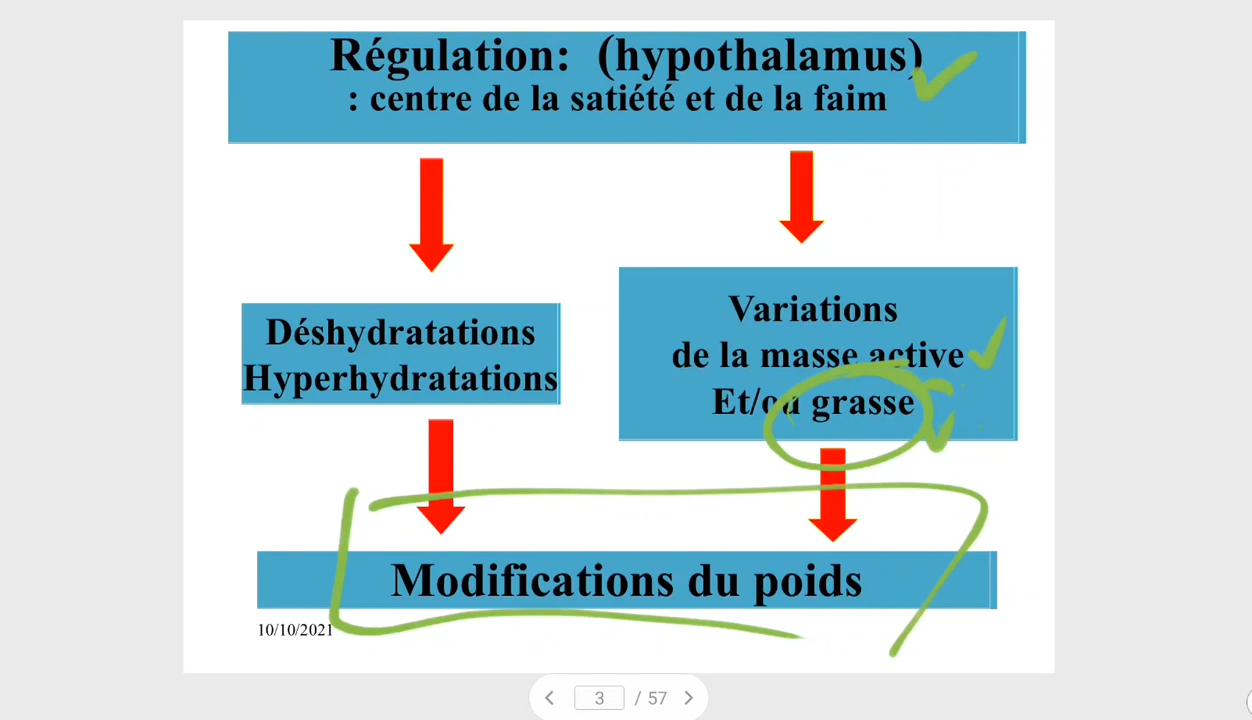 Régulation: (hypothalamus)
: centre de la satiété et de la faim
Déshydratations
Hyperhydratations
Variations
de la masse active
Et/ou grasse
Modifications du poids
10/10/2021
3 / 57